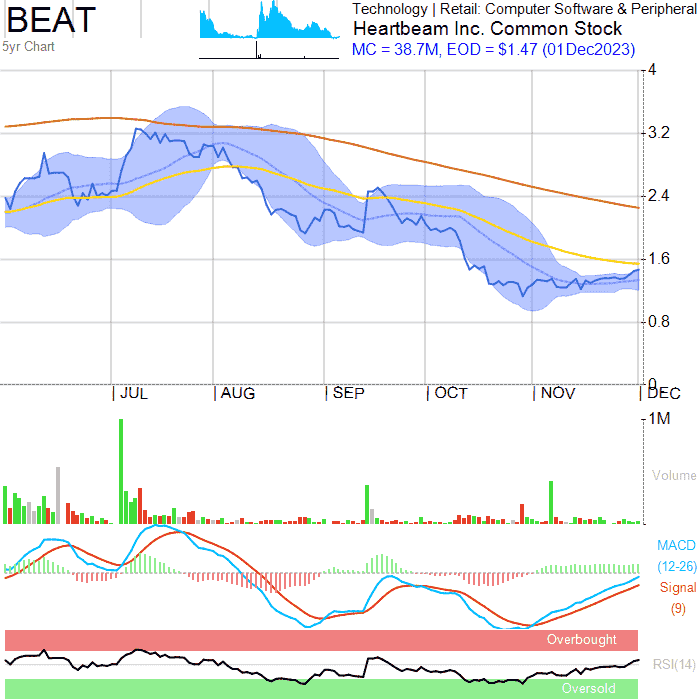 BEAT
5yr Chart
Technology | Retail: Computer Software & Peripheral
Heartbeam Inc. Common Stock
MC = 38.7M, EOD = $1.47 (01Dec2023)
4
3.2
2.4
1.6
0.8
0
JUL AUG SEP OCT NOV DEC
1M
Volume
MACD
(12-26)
Signal
(9)
Overbought
RSI(14)
Oversold